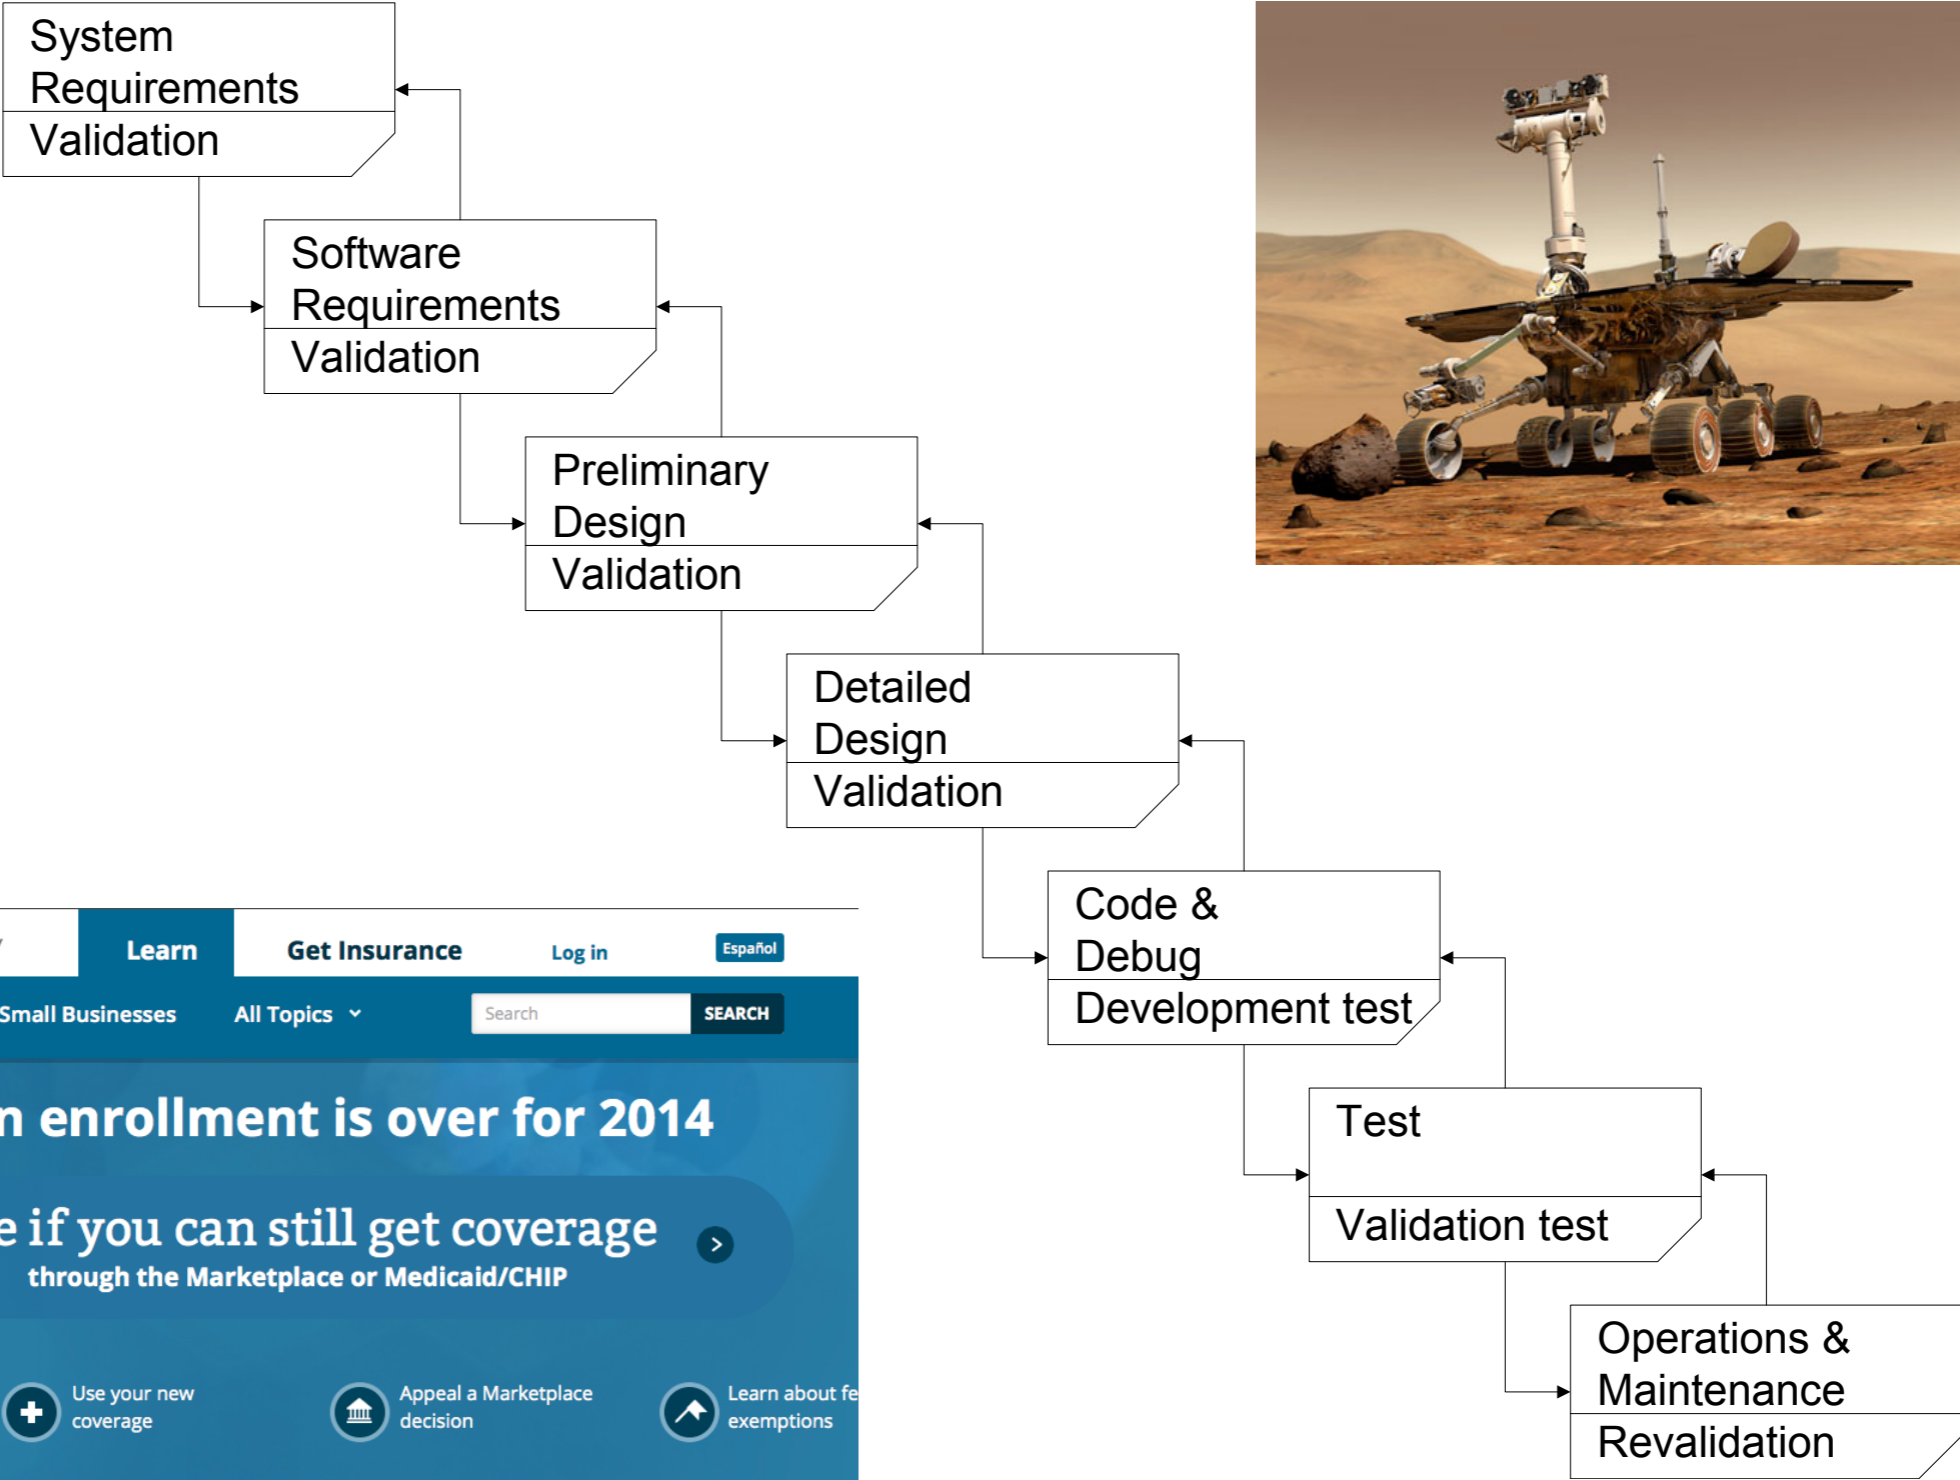 System
Requirements
Validation
Software
Requirements
Validation
Preliminary
Design
Validation
Detailed
Design
Validation
Code &
Debug
Development test
Test
Validation test
Operations &
Maintenance
Revalidation
Learn Get Insurance Log in Español
Small Businesses All Topics Search SEARCH
n enrollment is over for 2014
e if you can still get coverage
through the Marketplace or Medicaid/CHIP
Use your new
coverage
Appeal a Marketplace
decision
Learn about fe
exemptions